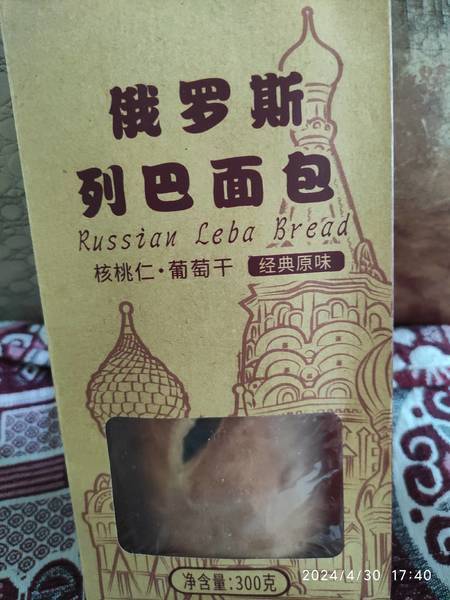 俄罗斯
列巴面包
Russian Leba Bread
核桃仁·葡萄干 经典原味
净含量:300克
2024/4/30 17:40